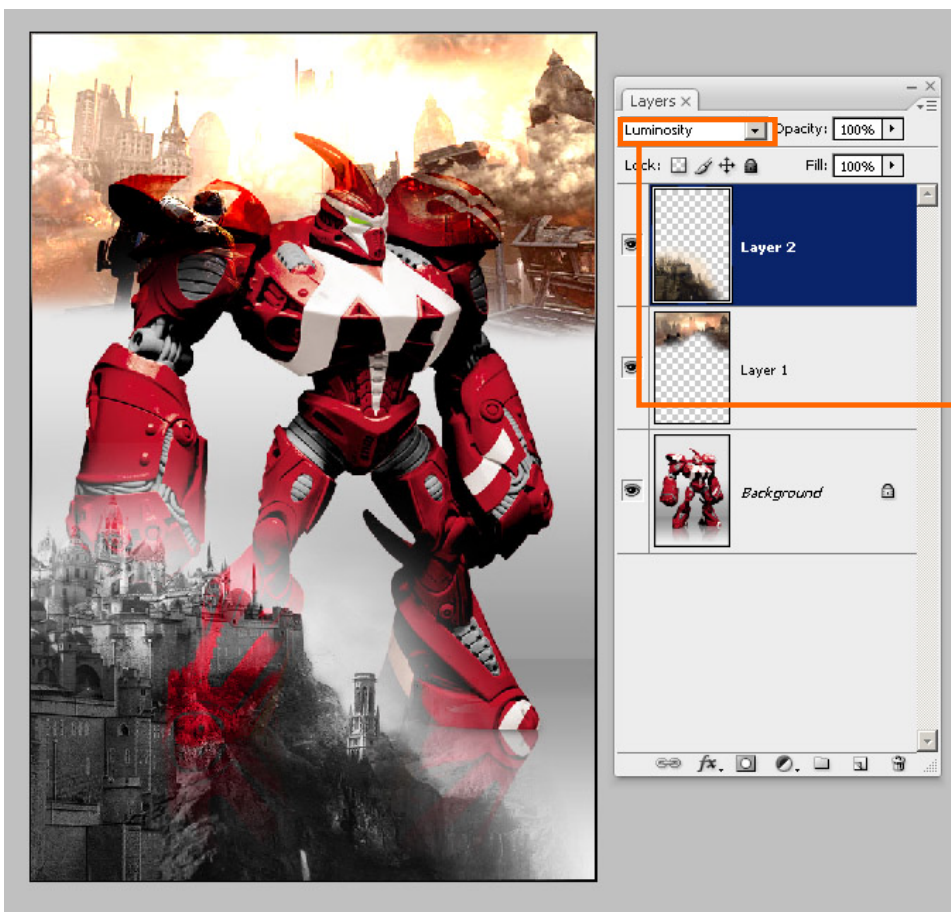 Layers ×
Luminosity Opacity: 100%
Lock: Fill: 100%
Layer 2
Layer 1
Background
fx.